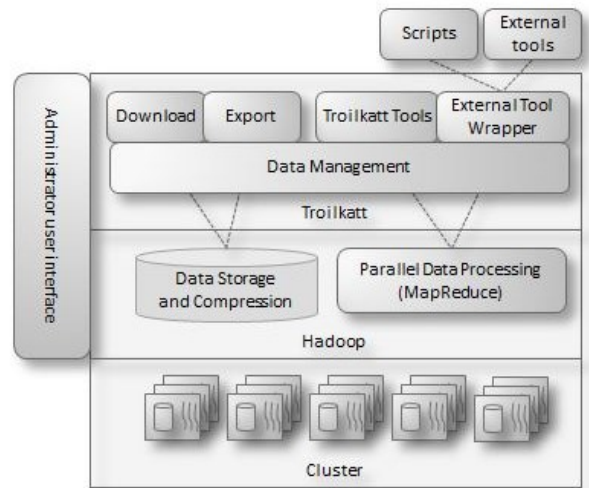 Scripts
External
tools
Administrator user interface
Download
Export
Troilkatt Tools
External Tool
Wrapper
Data Management
Troilkatt
Data Storage
and Compression
Parallel Data Processing
(MapReduce)
Hadoop
Cluster